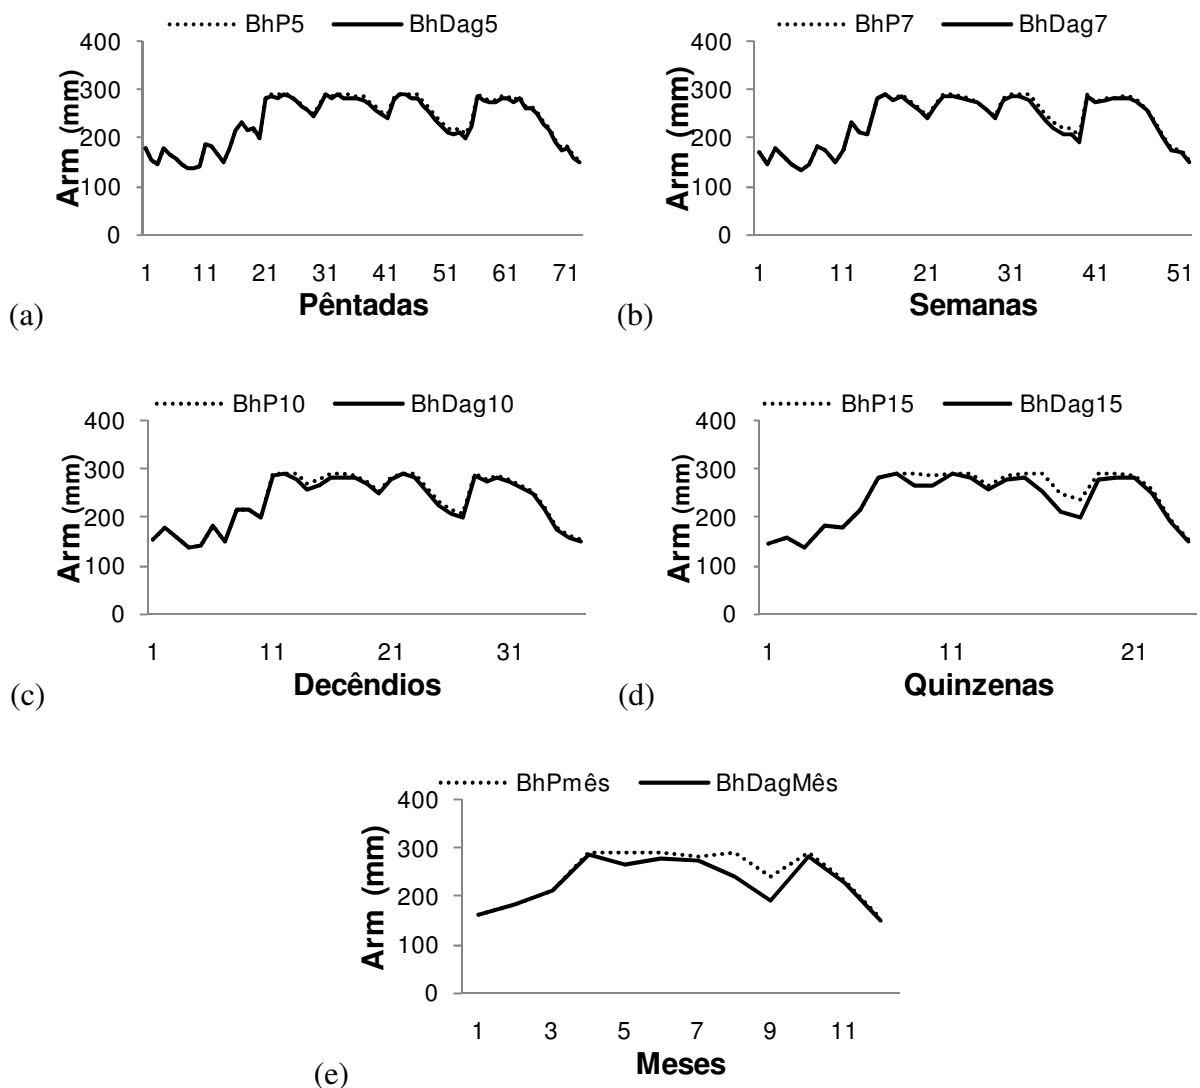 BhP5 BhDag5
Arm (mm)
400
300
200
100
0
1 11 21 31 41 51 61 71
Pêntadas
(a)
BhP7 BhDag7
Arm (mm)
400
300
200
100
0
1 11 21 31 41 51
Semanas
(b)
BhP10 BhDag10
Arm (mm)
400
300
200
100
0
1 11 21 31
Decêndios
(c)
BhP15 BhDag15
Arm (mm)
400
300
200
100
0
1 11 21
Quinzenas
(d)
BhPmês BhDagMês
Arm (mm)
400
300
200
100
0
1 3 5 7 9 11
Meses
(e)